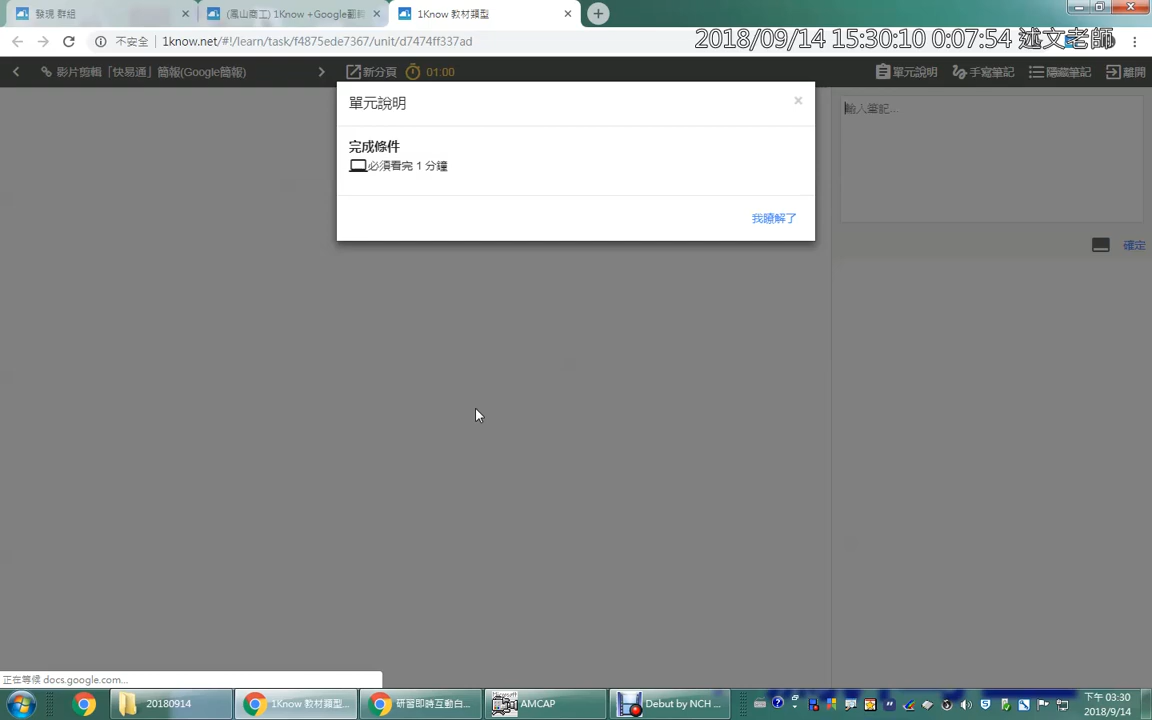 發現 群組
(鳳山商工) 1Know +Google翻轉
1Know 教材類型
不安全
1know.net/#!/learn/task/f4875ede7367/unit/d7474ff337ad
2018/09/14 15:30:10 0:07:54 述文老師
影片剪輯「快易通」簡報(Google簡報)
新分頁
01:00
單元說明
手寫筆記
隱藏筆記
離開
單元說明
×
完成條件
必須看完 1 分鐘
我瞭解了
輸入筆記...
確定
正在等候 docs.google.com...
20180914
1Know 教材類型...
研習即時互動白...
AMCAP
Debut by NCH ...
下午 03:30
2018/9/14